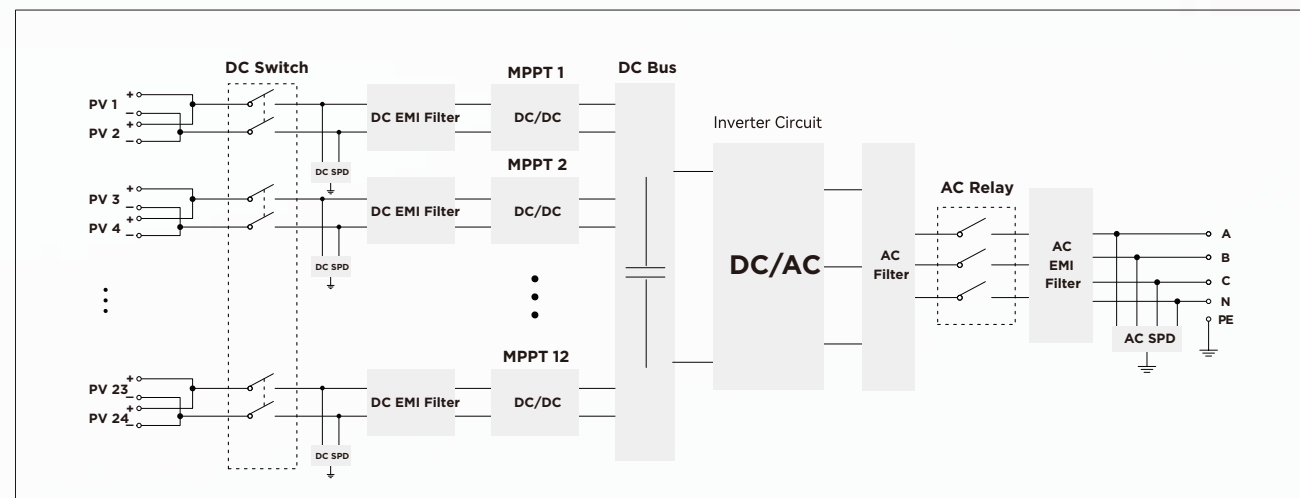 DC Switch
MPPT 1
DC Bus
PV 1
+
−
PV 2
+
−
DC EMI Filter
DC/DC
DC SPD
MPPT 2
PV 3
+
−
PV 4
+
−
DC EMI Filter
DC/DC
DC SPD
MPPT 12
PV 23
+
−
PV 24
+
−
DC EMI Filter
DC/DC
DC SPD
Inverter Circuit
DC/AC
AC
Filter
AC Relay
AC
EMI
Filter
A
B
C
N
PE
AC SPD